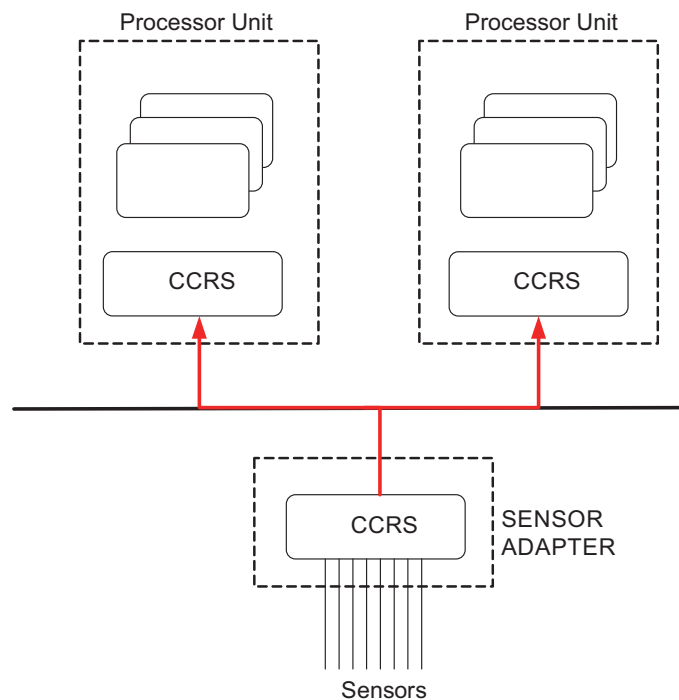 Processor Unit
Processor Unit
CCRS
CCRS
CCRS
SENSOR
ADAPTER
Sensors